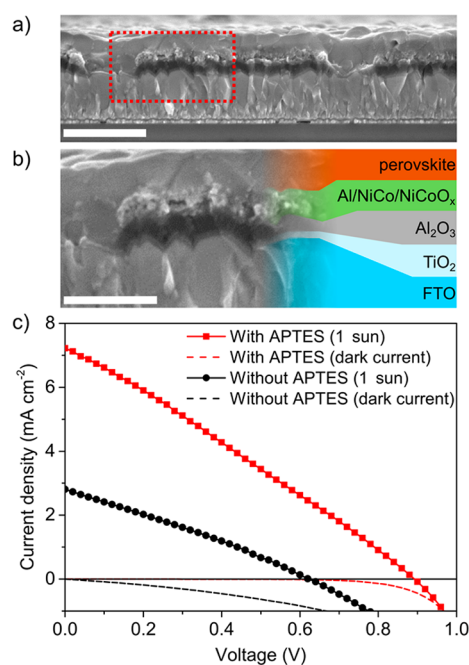 a)
b)
perovskite
Al/NiCo/NiCoOₓ
Al₂O₃
TiO₂
FTO
c)
With APTES (1 sun)
With APTES (dark current)
Without APTES (1 sun)
Without APTES (dark current)
Current density (mA cm⁻²)
8
6
4
2
0
0.0 0.2 0.4 0.6 0.8 1.0
Voltage (V)